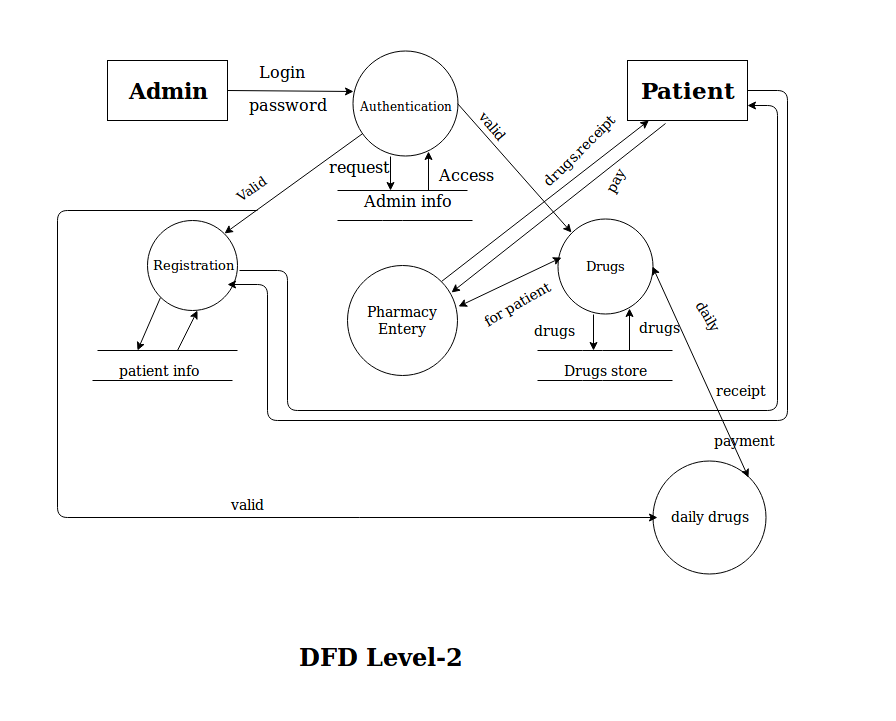 Admin
Login
password
Authentication
Patient
valid
drugs,receipt
pay
request
Access
Valid
Admin info
Registration
Pharmacy
Entery
Drugs
for patient
drugs
drugs
daily
patient info
Drugs store
receipt
payment
valid
daily drugs
DFD Level-2